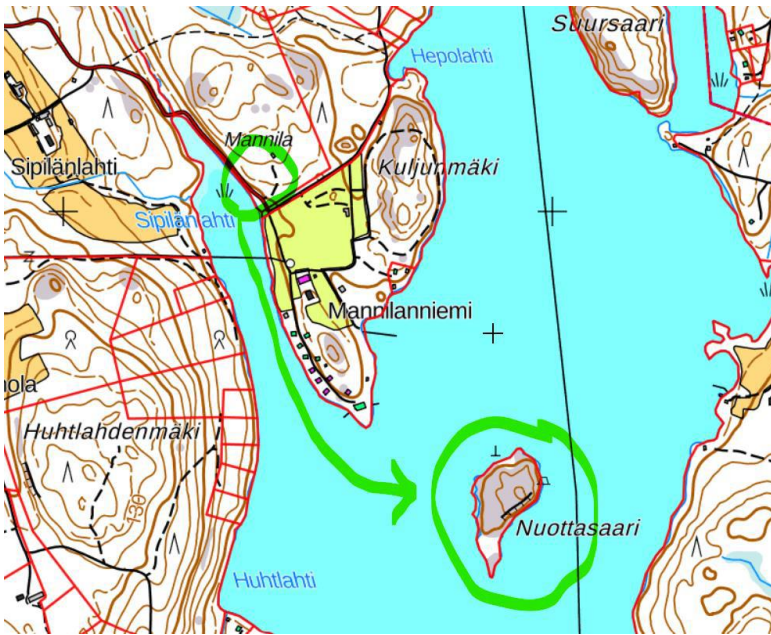 Suursaari
Hepolahti
Mannila
Sipilänlahti
Kuljunmäki
Sipilänlahti
Z
Mannilanniemi
Huhtlahdenmäki
130
Nuottasaari
Huhtlahti